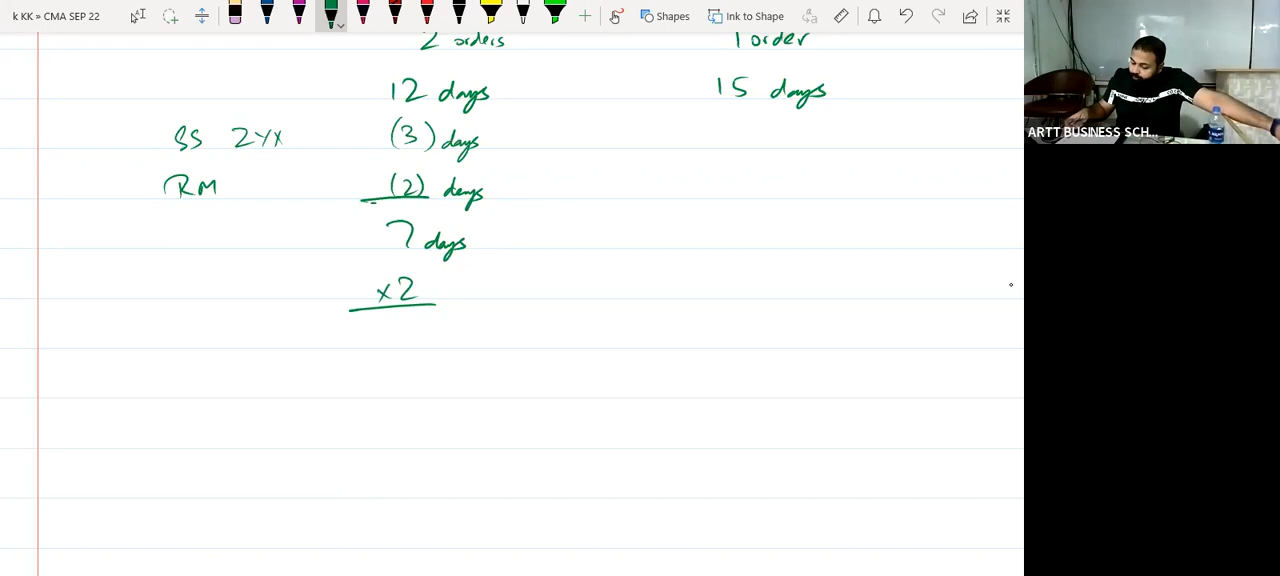 k KK » CMA SEP 22
Shapes
Ink to Shape
2 orders
1 order
12 days
15 days
SS ZYX (3) days
RM (2) days
7 days
x2
ARTT BUSINESS SCH...